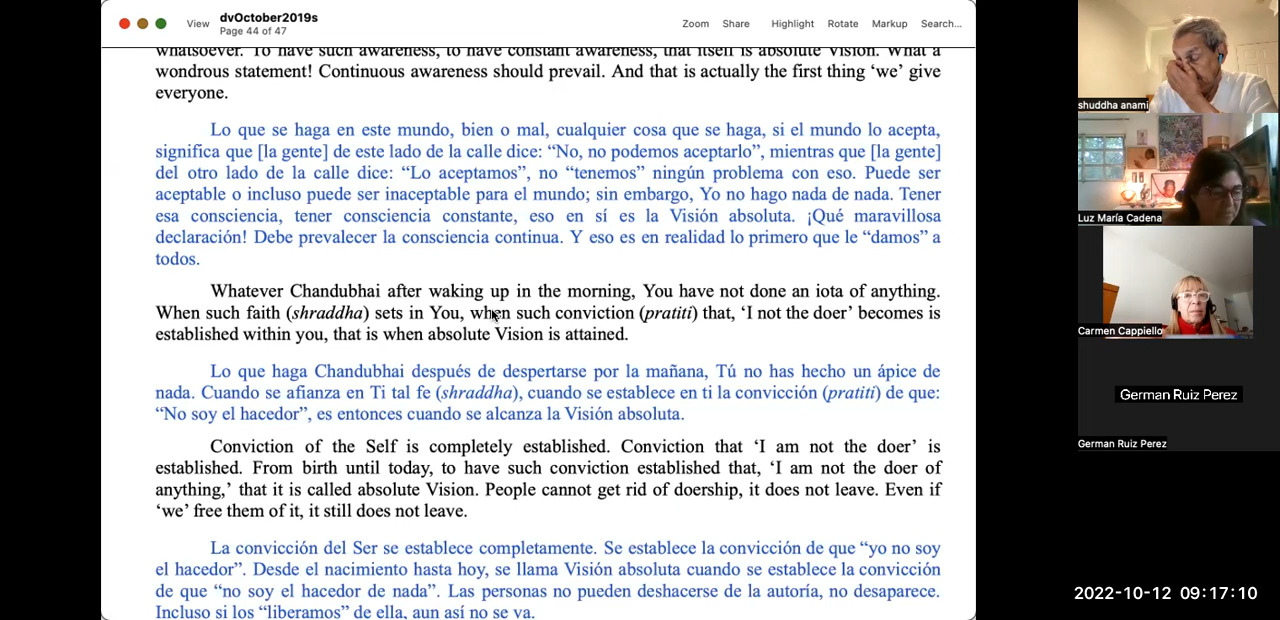 View
dvOctober2019s
Page 44 of 47
Zoom
Share
Highlight
Rotate
Markup
Search...
whatsoever. To have such awareness, to have constant awareness, that itself is absolute Vision. What a
wondrous statement! Continuous awareness should prevail. And that is actually the first thing ‘we’ give
everyone.
Lo que se haga en este mundo, bien o mal, cualquier cosa que se haga, si el mundo lo acepta,
significa que [la gente] de este lado de la calle dice: “No, no podemos aceptarlo”, mientras que [la gente]
del otro lado de la calle dice: “Lo aceptamos”, no “tenemos” ningún problema con eso. Puede ser
aceptable o incluso puede ser inaceptable para el mundo; sin embargo, Yo no hago nada de nada. Tener
esa consciencia, tener consciencia constante, eso en sí es la Visión absoluta. ¡Qué maravillosa
declaración! Debe prevalecer la consciencia continua. Y eso es en realidad lo primero que le “damos” a
todos.
Whatever Chandubhai after waking up in the morning, You have not done an iota of anything.
When such faith (shraddha) sets in You, when such conviction (pratiti) that, ‘I not the doer’ becomes is
established within you, that is when absolute Vision is attained.
Lo que haga Chandubhai después de despertarse por la mañana, Tú no has hecho un ápice de
nada. Cuando se afianza en Ti tal fe (shraddha), cuando se establece en ti la convicción (pratiti) de que:
“No soy el hacedor”, es entonces cuando se alcanza la Visión absoluta.
Conviction of the Self is completely established. Conviction that ‘I am not the doer’ is
established. From birth until today, to have such conviction established that, ‘I am not the doer of
anything,’ that it is called absolute Vision. People cannot get rid of doership, it does not leave. Even if
‘we’ free them of it, it still does not leave.
La convicción del Ser se establece completamente. Se establece la convicción de que “yo no soy
el hacedor”. Desde el nacimiento hasta hoy, se llama Visión absoluta cuando se establece la convicción
de que “no soy el hacedor de nada”. Las personas no pueden deshacerse de la autoría, no desaparece.
Incluso si los “liberamos” de ella, aun así no se va.
shuddha anami
Luz María Cadena
Carmen Cappiello
German Ruiz Perez
German Ruiz Perez
2022-10-12 09:17:10